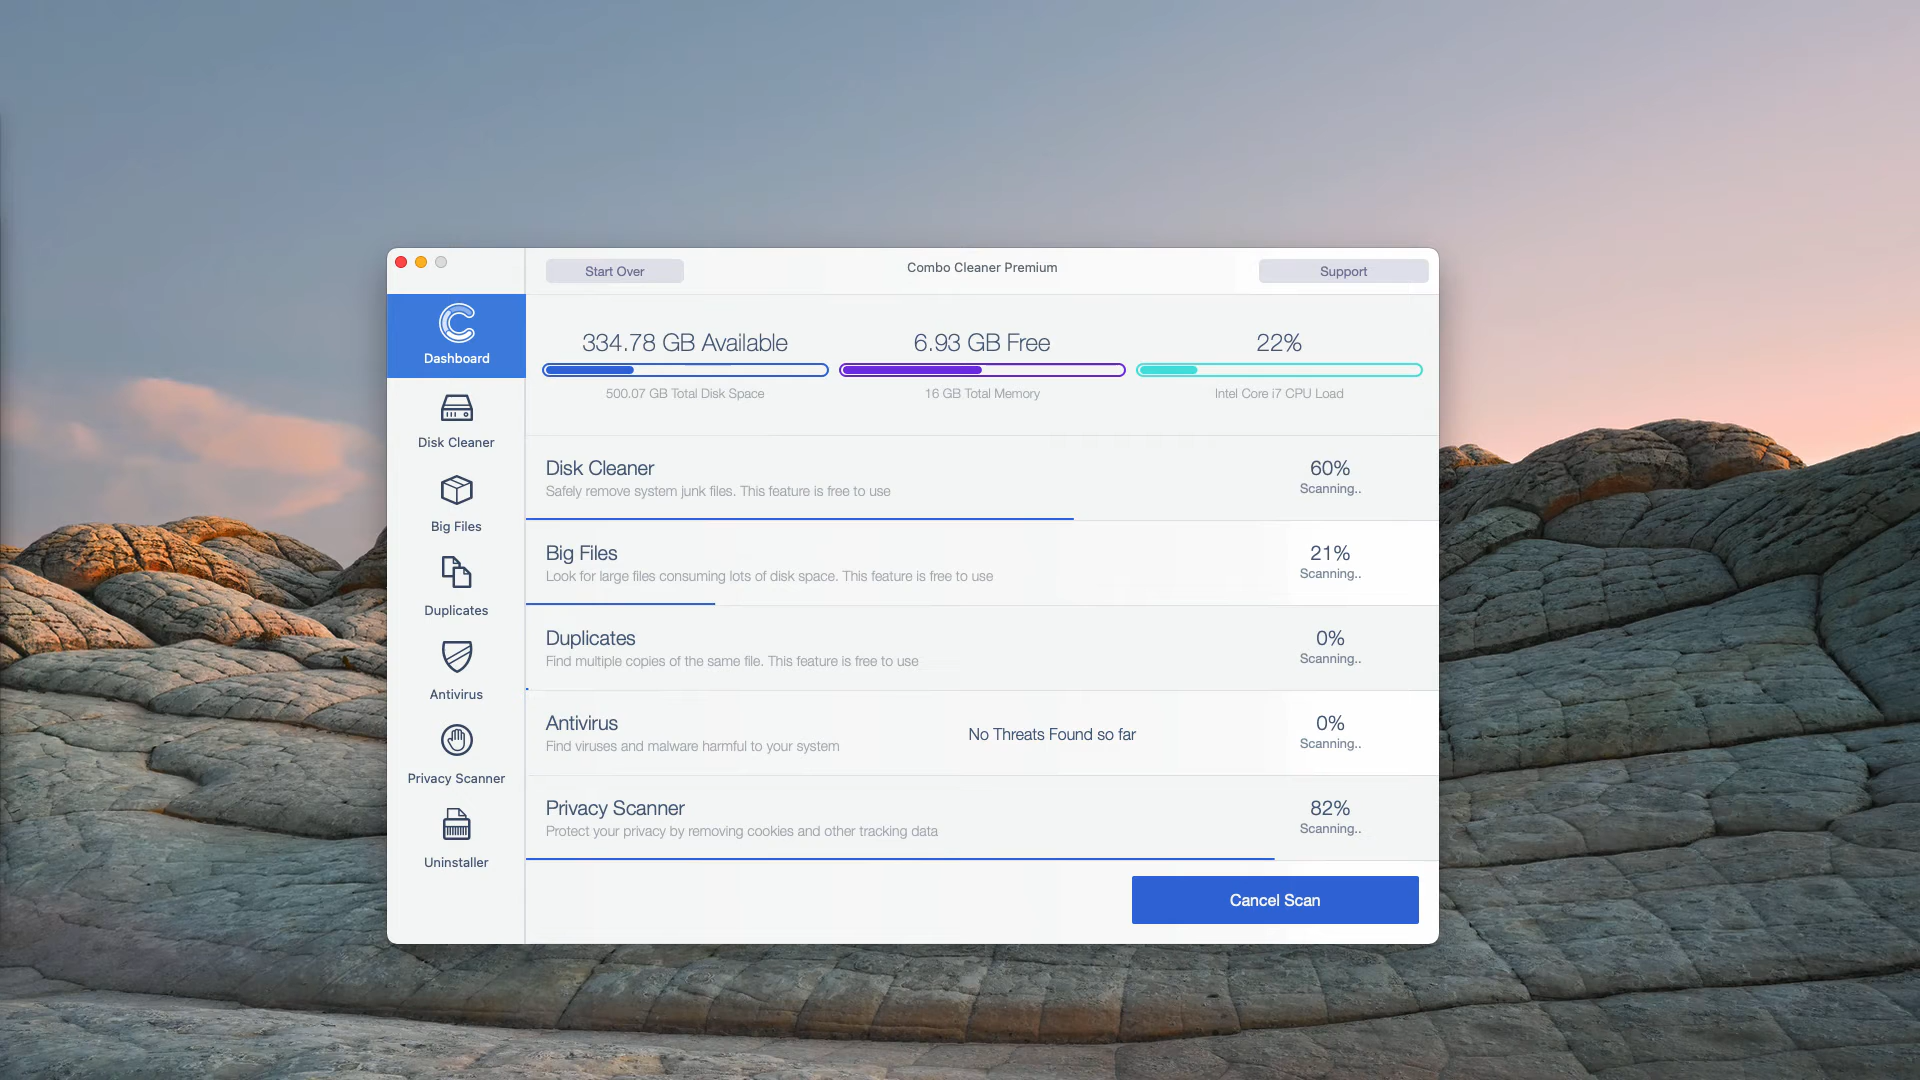 Start Over
Combo Cleaner Premium
Support
Dashboard
Disk Cleaner
Big Files
Duplicates
Antivirus
Privacy Scanner
Uninstaller
334.78 GB Available
500.07 GB Total Disk Space
6.93 GB Free
16 GB Total Memory
22%
Intel Core i7 CPU Load
Disk Cleaner
Safely remove system junk files. This feature is free to use
60%
Scanning..
Big Files
Look for large files consuming lots of disk space. This feature is free to use
21%
Scanning..
Duplicates
Find multiple copies of the same file. This feature is free to use
0%
Scanning..
Antivirus
Find viruses and malware harmful to your system
No Threats Found so far
0%
Scanning..
Privacy Scanner
Protect your privacy by removing cookies and other tracking data
82%
Scanning..
Cancel Scan